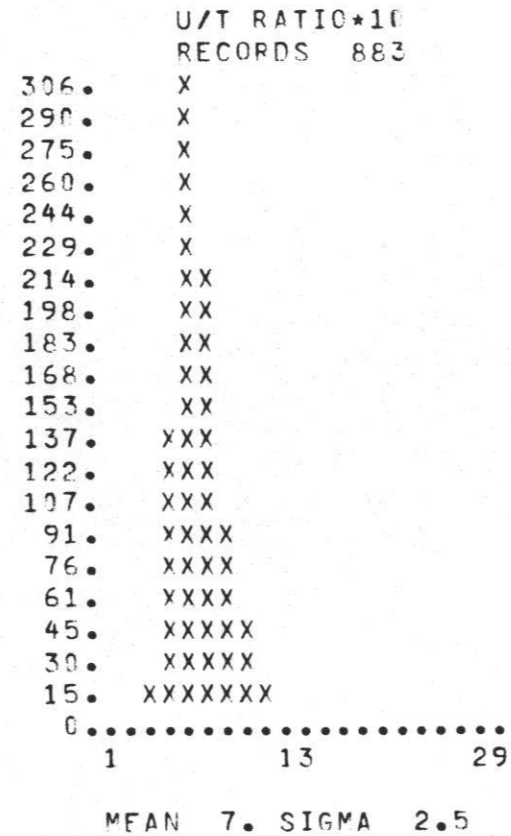 U/T RATIO*10
RECORDS 883
306. X
290. X
275. X
260. X
244. X
229. X
214. XX
198. XX
183. XX
168. XX
153. XX
137. XXX
122. XXX
107. XXX
91. XXXX
76. XXXX
61. XXXX
45. XXXXX
30. XXXXX
15. XXXXXXX
0......................
1 13 29
MEAN 7. SIGMA 2.5